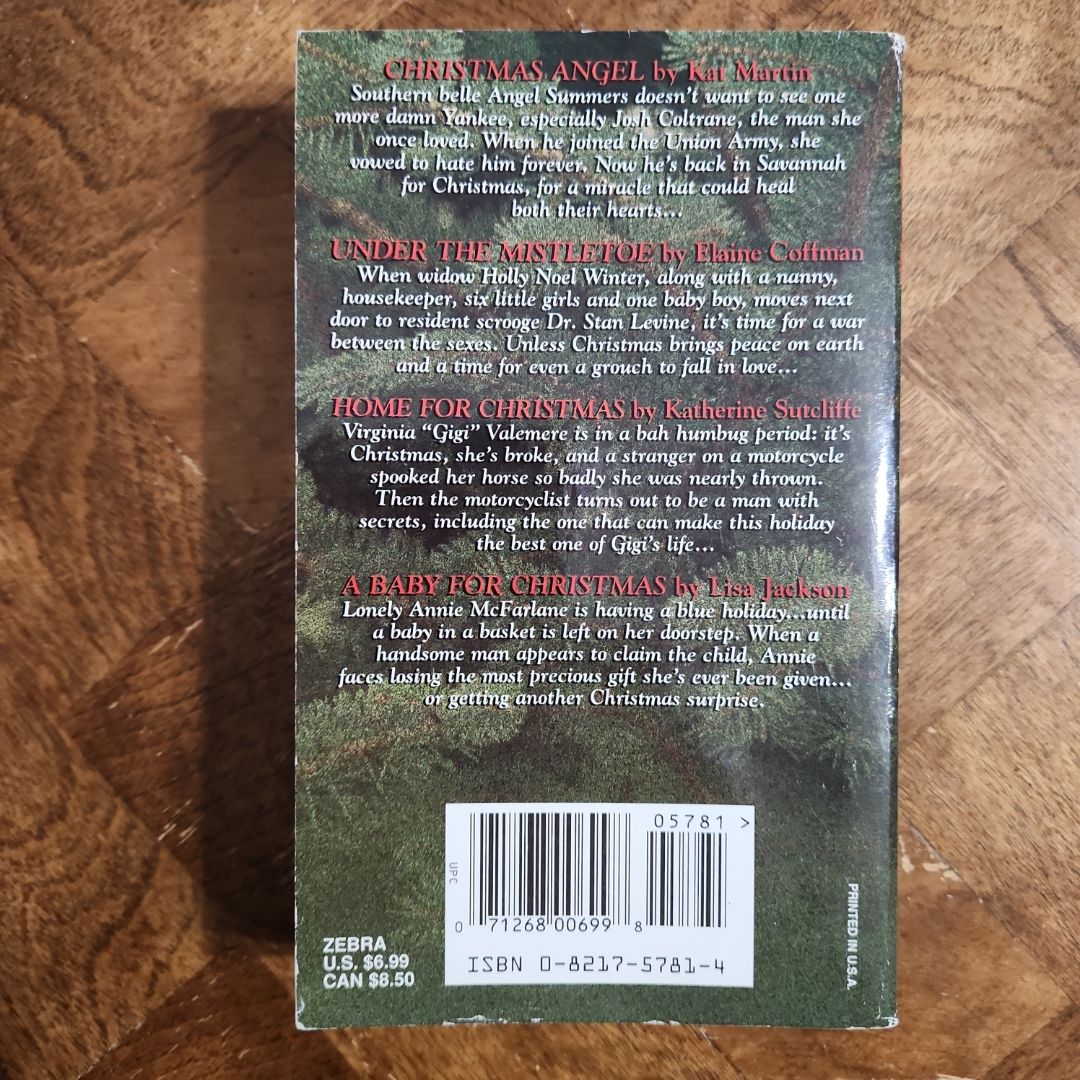 CHRISTMAS ANGEL by Kat Martin
Southern belle Angel Summers doesn't want to see one
more damn Yankee, especially Josh Coltrane, the man she
once loved. When he joined the Union Army, she
vowed to hate him forever. Now he's back in Savannah
for Christmas, for a miracle that could heal
both their hearts...
UNDER THE MISTLETOE by Elaine Coffman
When widow Holly Noel Winter, along with a nanny,
housekeeper, six little girls and one baby boy, moves next
door to resident scrooge Dr. Stan Levine, it's time for a war
between the sexes. Unless Christmas brings peace on earth
and a time for even a grouch to fall in love...
HOME FOR CHRISTMAS by Katherine Sutcliffe
Virginia "Gigi" Valemere is in a bah humbug period: it's
Christmas, she's broke, and a stranger on a motorcycle
spooked her horse so badly she was nearly thrown.
Then the motorcyclist turns out to be a man with
secrets, including the one that can make this holiday
the best one of Gigi's life...
A BABY FOR CHRISTMAS by Lisa Jackson
Lonely Annie McFarlane is having a blue holiday...until
a baby in a basket is left on her doorstep. When a
handsome man appears to claim the child, Annie
faces losing the most precious gift she's ever been given...
or getting another Christmas surprise.
05781 >
UPC
0 71268 00699 8
ISBN 0-8217-5781-4
ZEBRA
U.S. $6.99
CAN $8.50
PRINTED IN U.S.A.